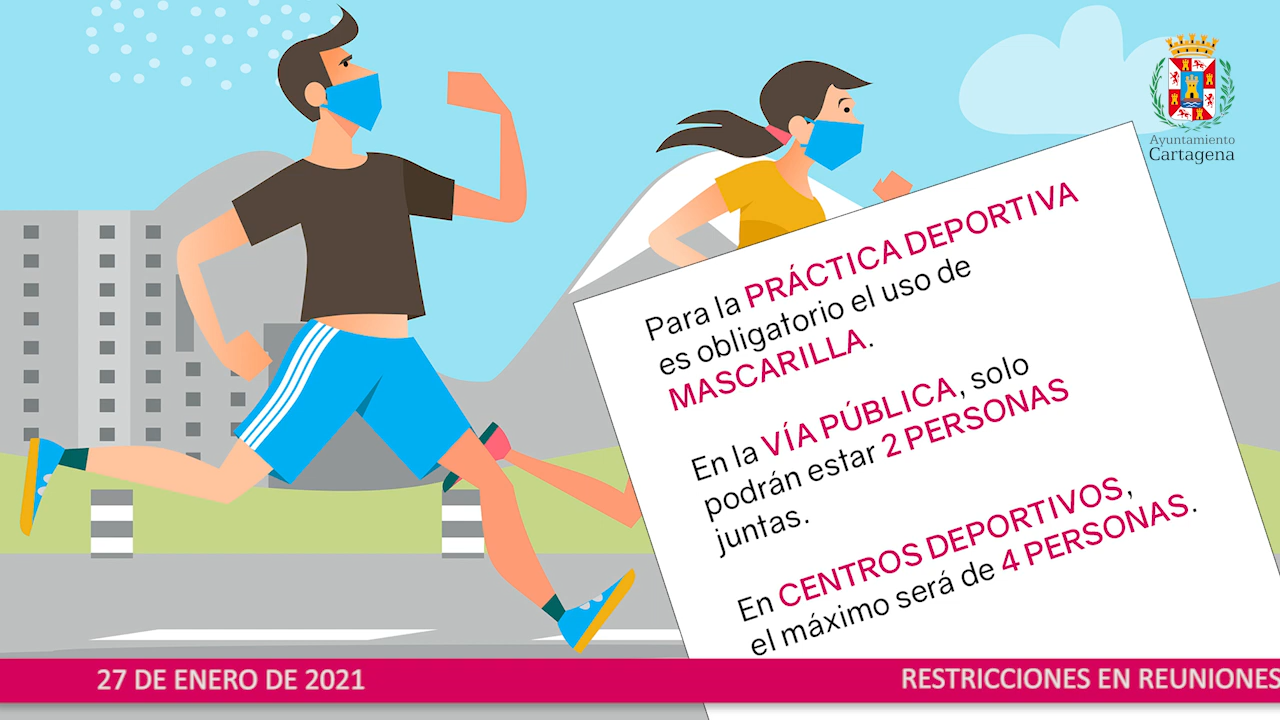 Ayuntamiento
Cartagena
Para la PRÁCTICA DEPORTIVA
es obligatorio el uso de
MASCARILLA.
En la VÍA PÚBLICA, solo
podrán estar 2 PERSONAS
juntas.
En CENTROS DEPORTIVOS,
el máximo será de 4 PERSONAS.
27 DE ENERO DE 2021
RESTRICCIONES EN REUNIONES